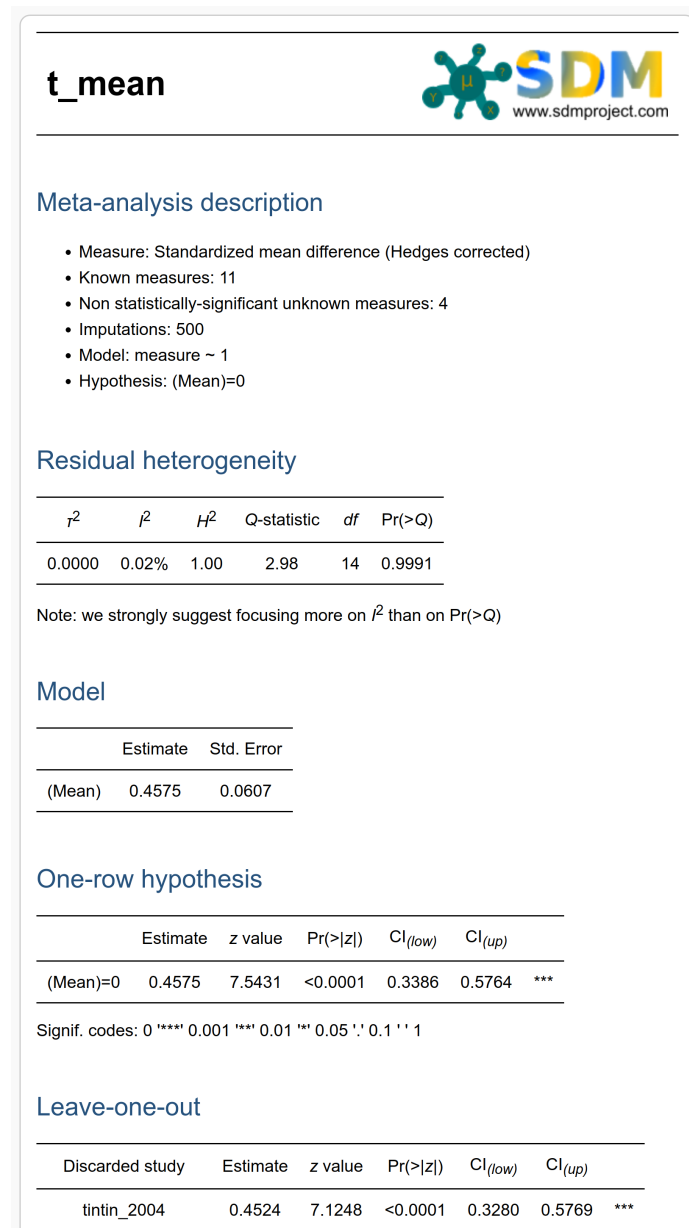 t_mean
SDM
www.sdmproject.com
Meta-analysis description
• Measure: Standardized mean difference (Hedges corrected)
• Known measures: 11
• Non statistically-significant unknown measures: 4
• Imputations: 500
• Model: measure ~ 1
• Hypothesis: (Mean)=0
Residual heterogeneity
τ² I² H² Q-statistic df Pr(>Q)
0.0000 0.02% 1.00 2.98 14 0.9991
Note: we strongly suggest focusing more on I² than on Pr(>Q)
Model
Estimate Std. Error
(Mean) 0.4575 0.0607
One-row hypothesis
Estimate z value Pr(>|z|) CI(low) CI(up)
(Mean)=0 0.4575 7.5431 <0.0001 0.3386 0.5764 ***
Signif. codes: 0 '***' 0.001 '**' 0.01 '*' 0.05 '.' 0.1 ' ' 1
Leave-one-out
Discarded study Estimate z value Pr(>|z|) CI(low) CI(up)
tintin_2004 0.4524 7.1248 <0.0001 0.3280 0.5769 ***